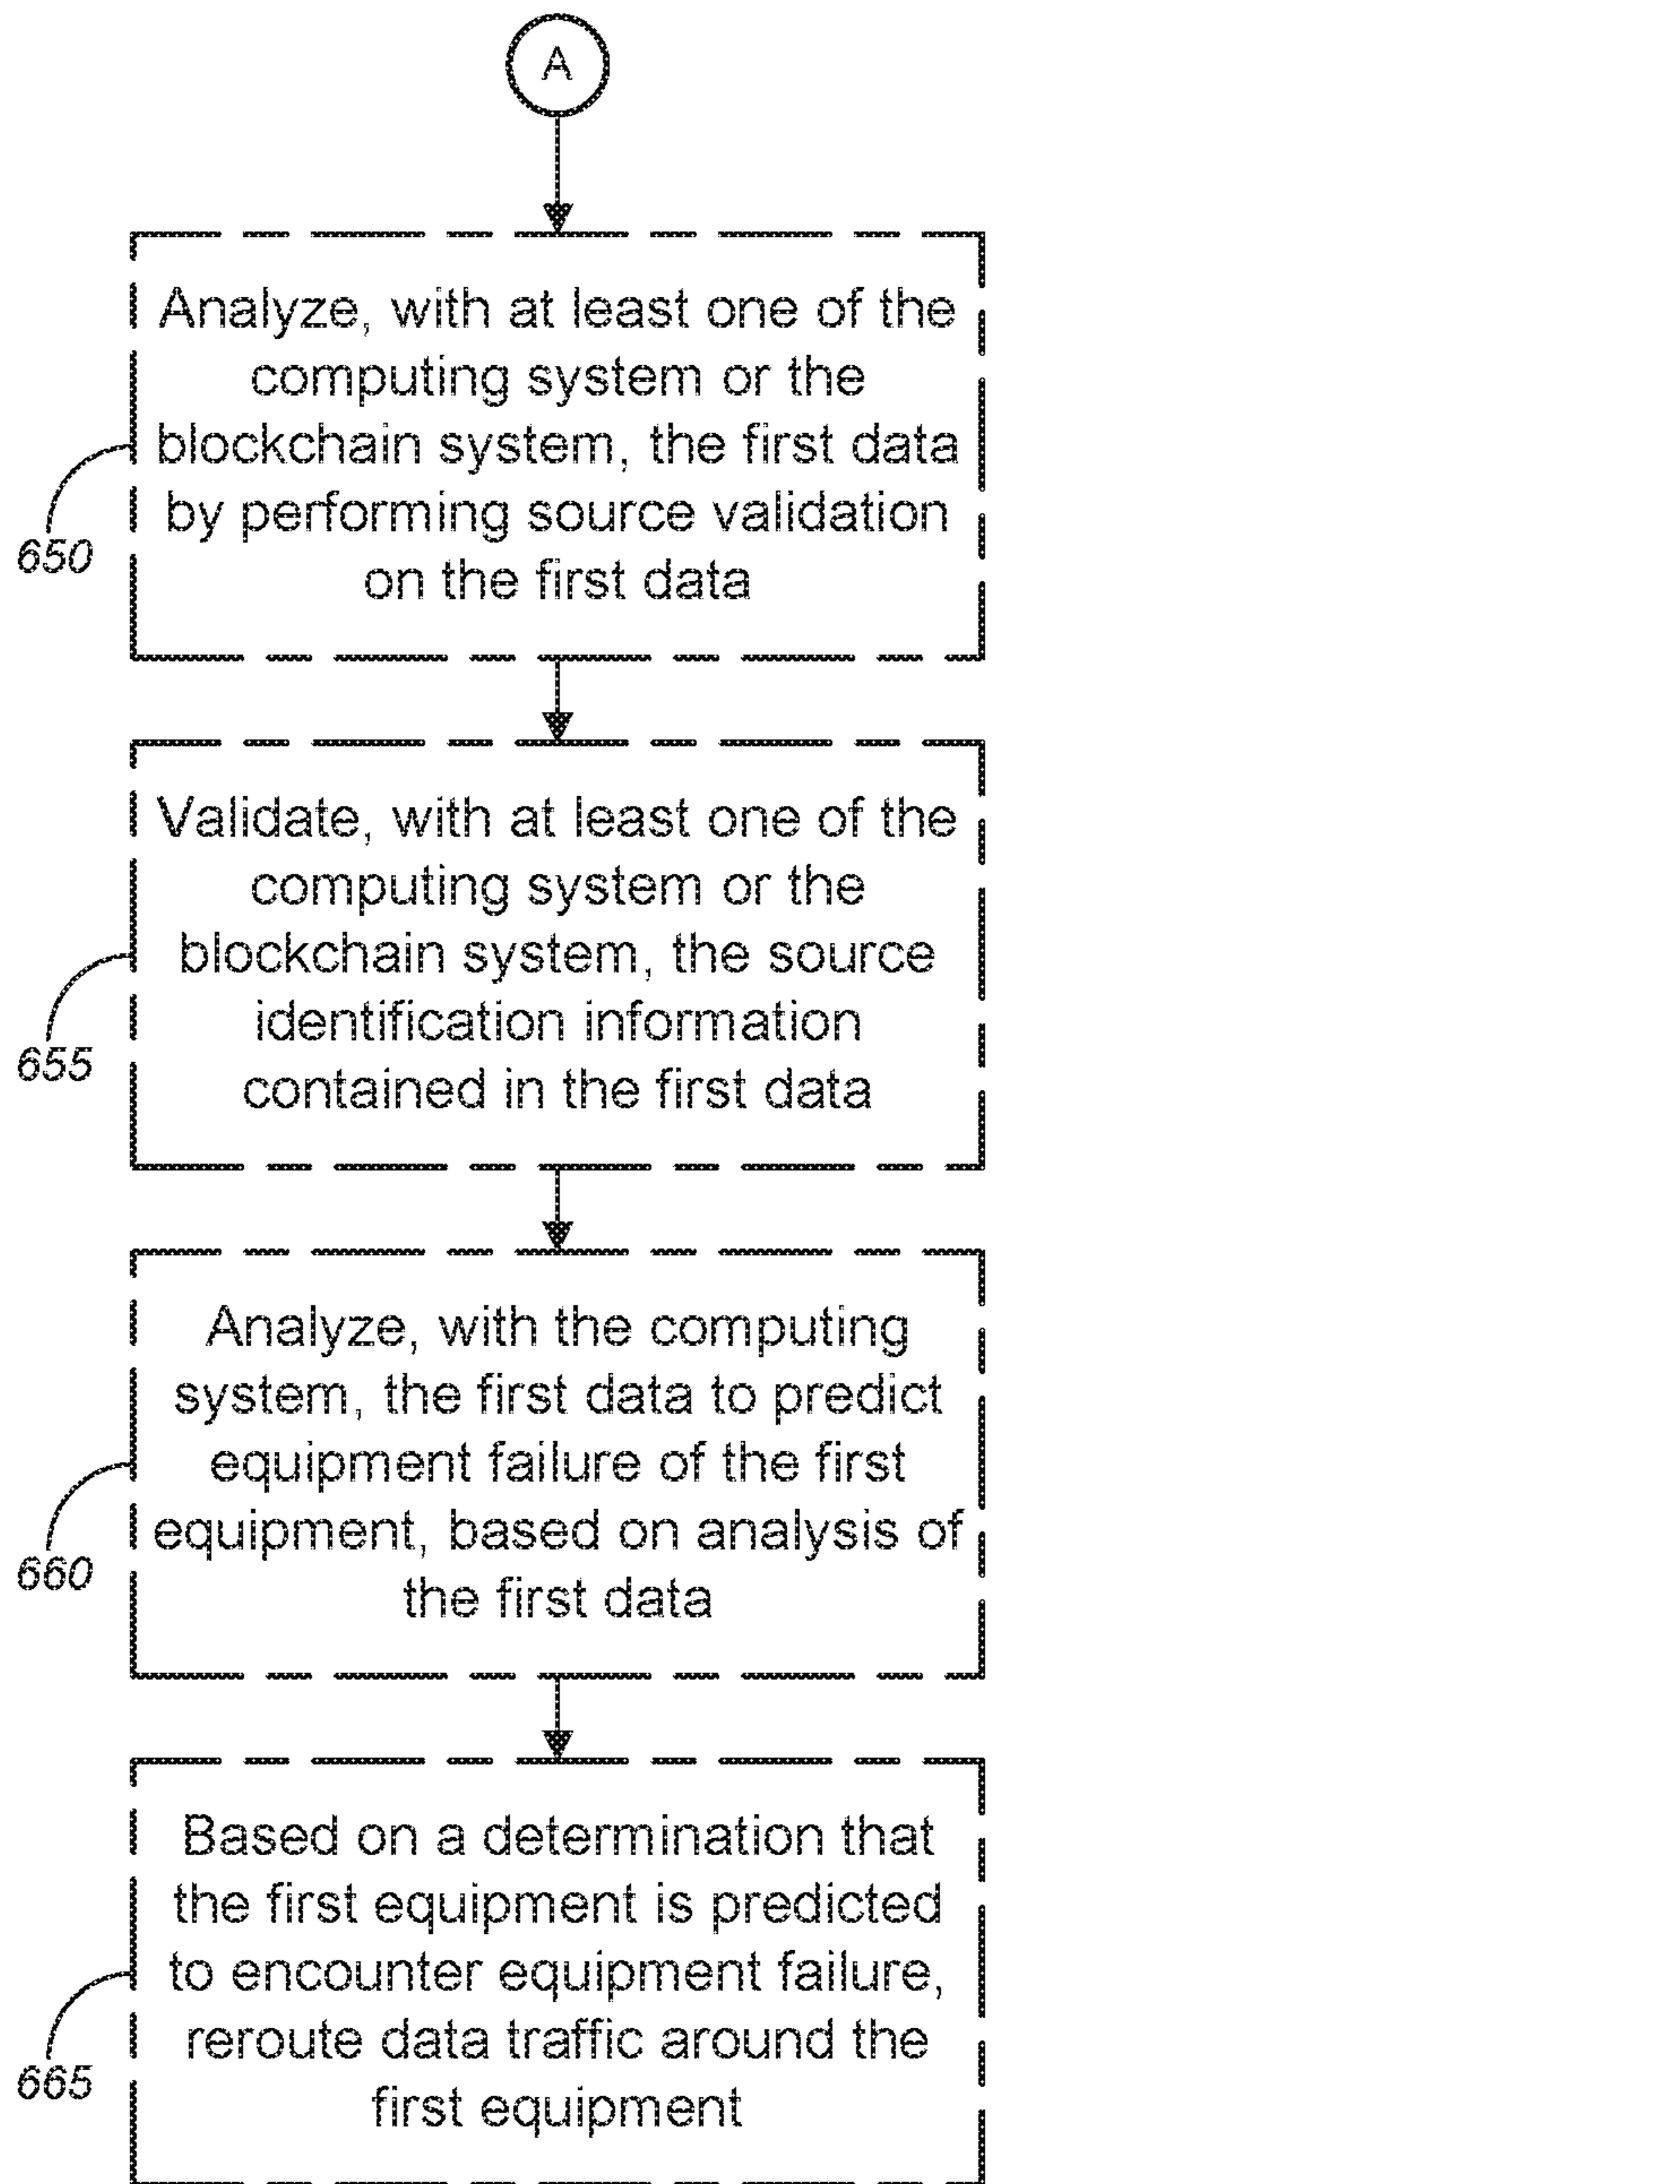 A
Analyze, with at least one of the
computing system or the
blockchain system, the first data
by performing source validation
on the first data
650
Validate, with at least one of the
computing system or the
blockchain system, the source
identification information
contained in the first data
655
Analyze, with the computing
system, the first data to predict
equipment failure of the first
equipment, based on analysis of
the first data
660
Based on a determination that
the first equipment is predicted
to encounter equipment failure,
reroute data traffic around the
first equipment
665